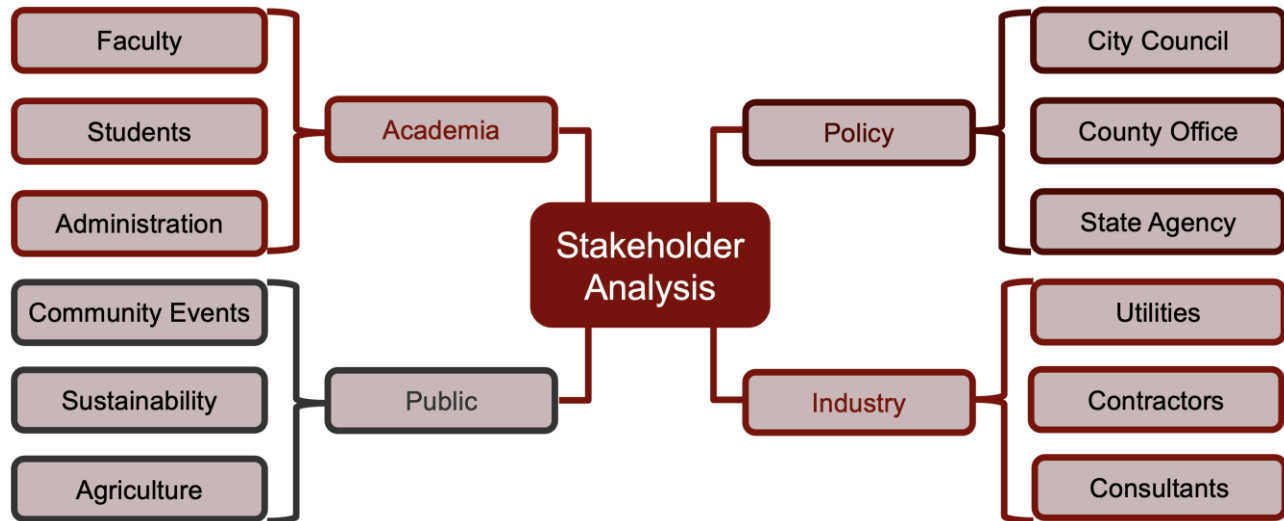 Faculty
Students
Administration
Academia
Community Events
Sustainability
Agriculture
Public
Stakeholder
Analysis
Policy
City Council
County Office
State Agency
Industry
Utilities
Contractors
Consultants